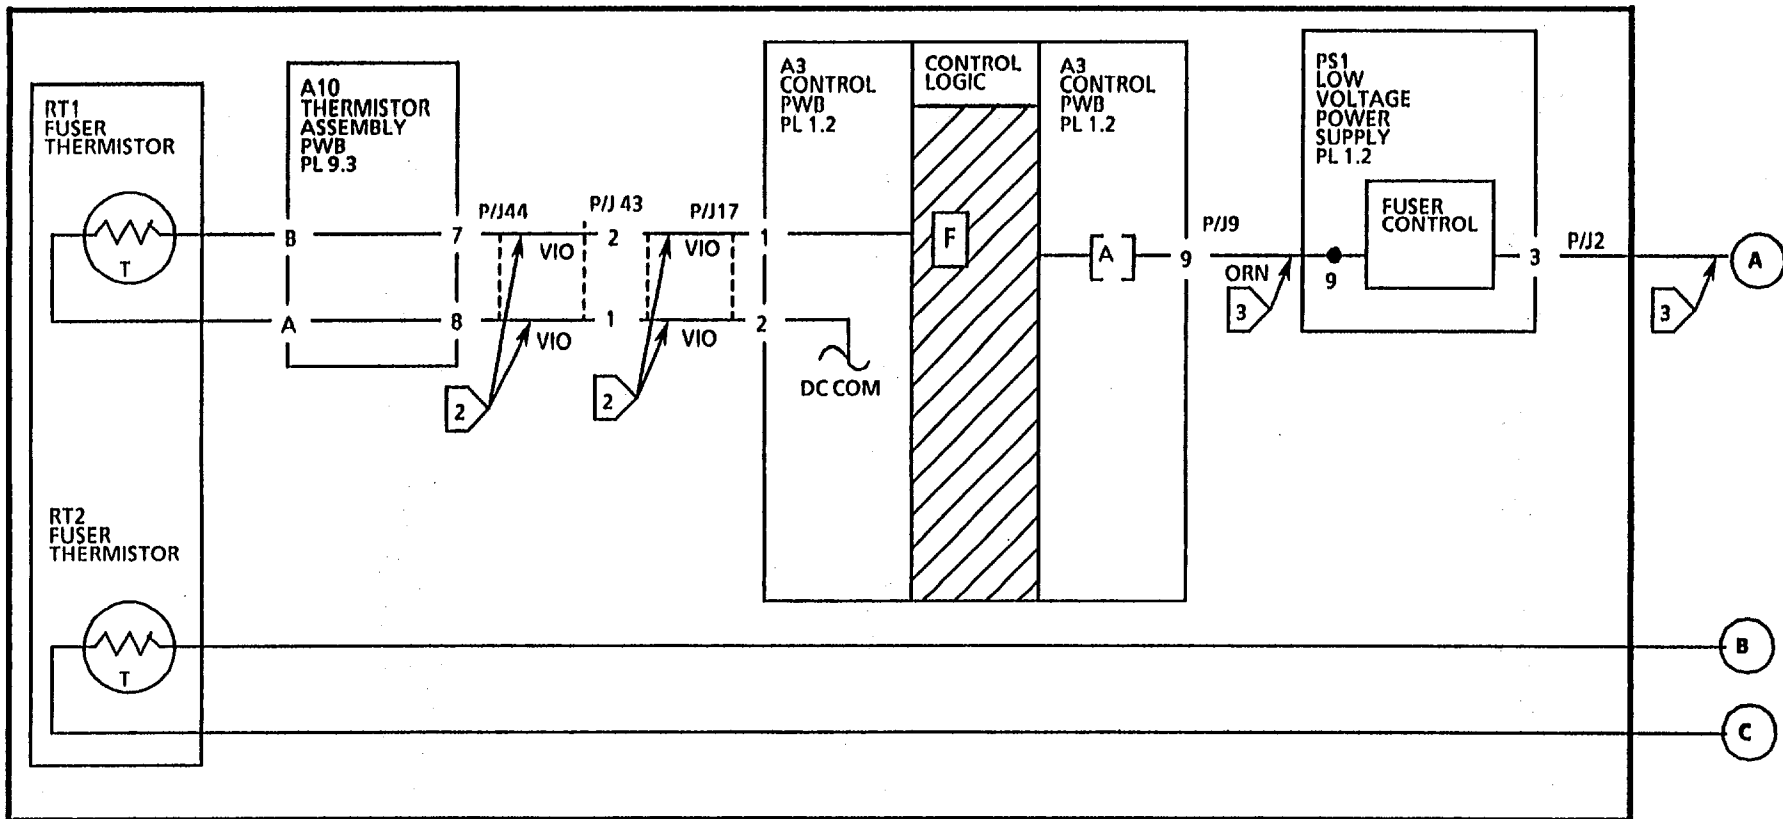 RT1
FUSER
THERMISTOR
T
A10
THERMISTOR
ASSEMBLY
PWB
PL 9.3
B
7
A
8
P/J44
VIO
VIO
2
P/J 43
2
1
P/J17
VIO
VIO
2
A3
CONTROL
PWB
PL 1.2
1
2
DC COM
CONTROL
LOGIC
F
A3
CONTROL
PWB
PL 1.2
[A]
9
P/J9
ORN
3
PS1
LOW
VOLTAGE
POWER
SUPPLY
PL 1.2
9
FUSER
CONTROL
3
P/J2
3
A
RT2
FUSER
THERMISTOR
T
B
C